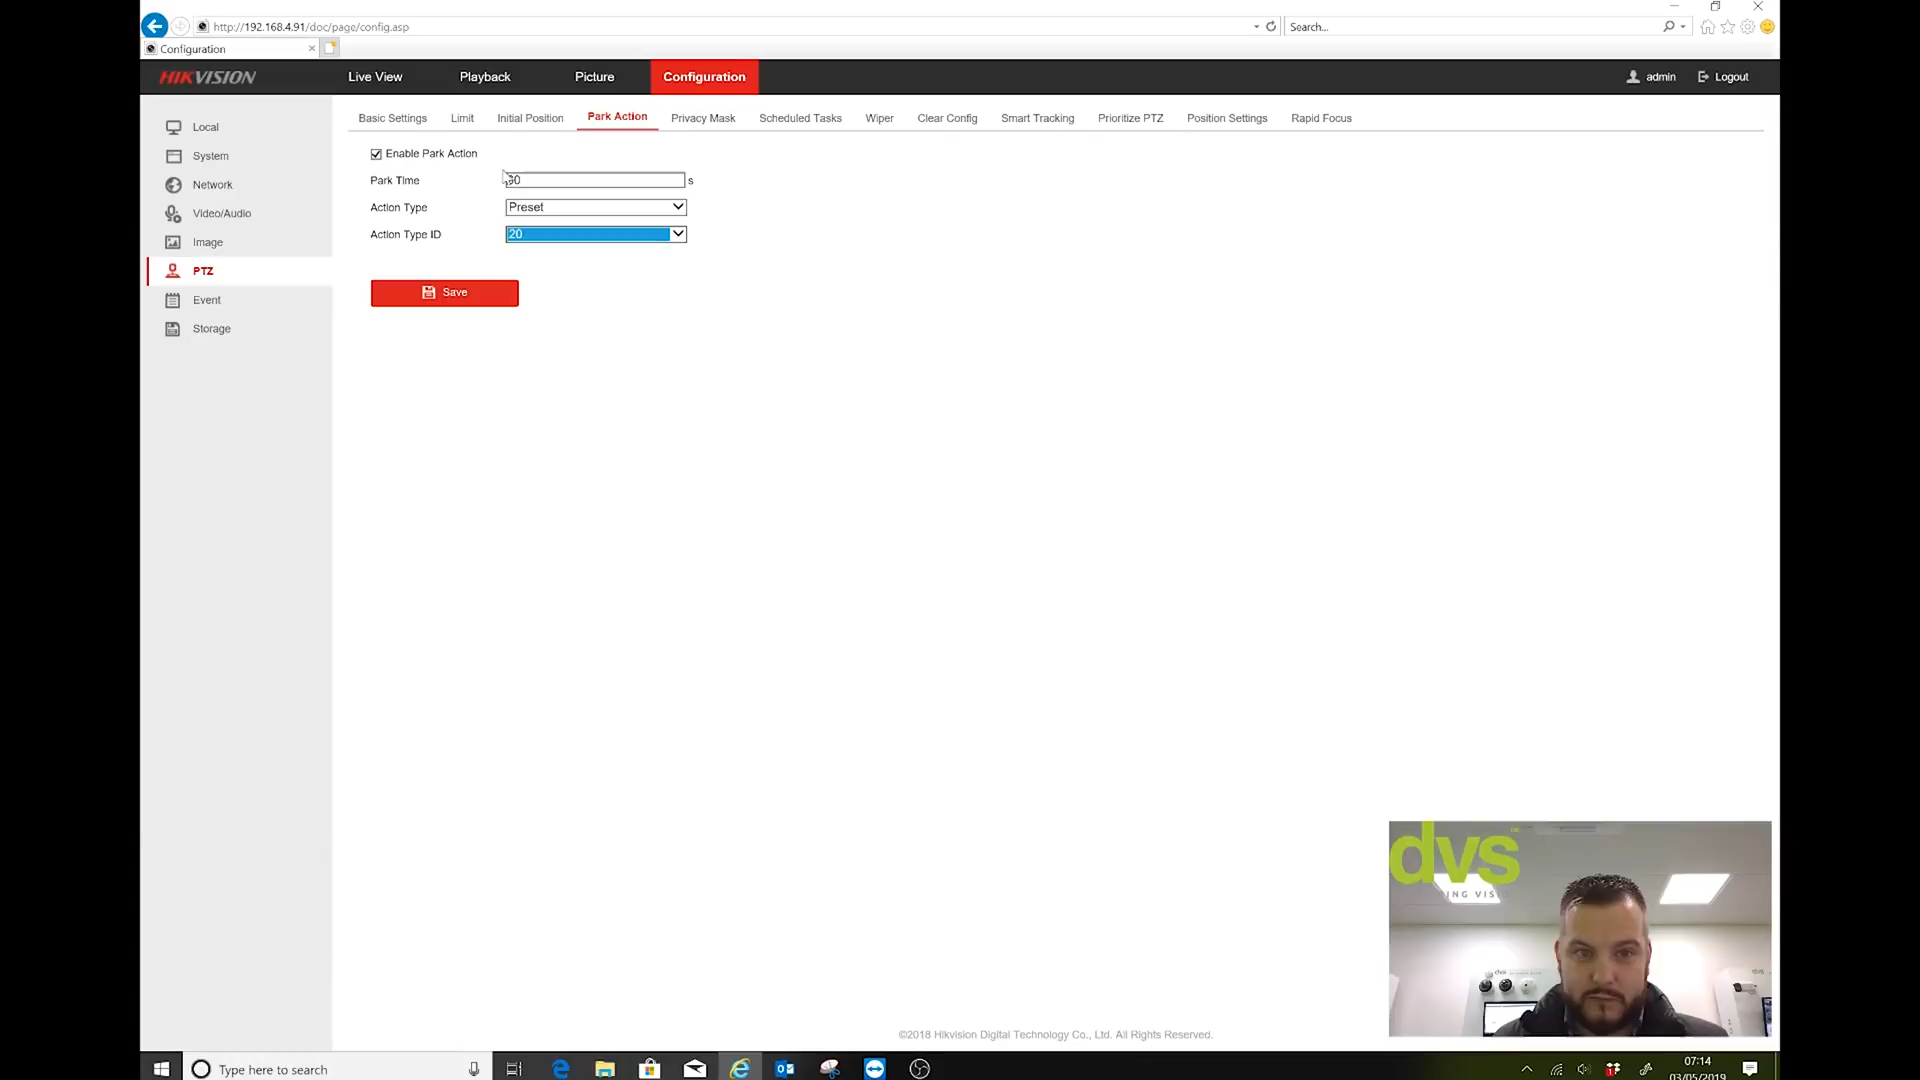 http://192.168.4.91/doc/page/config.asp
Search...
Configuration
HIKVISION
Live View
Playback
Picture
Configuration
admin
Logout
Local
System
Network
Video/Audio
Image
PTZ
Event
Storage
Basic Settings
Limit
Initial Position
Park Action
Privacy Mask
Scheduled Tasks
Wiper
Clear Config
Smart Tracking
Prioritize PTZ
Position Settings
Rapid Focus
Enable Park Action
Park Time
s
Action Type
Preset
Action Type ID
20
Save
dvs
©2018 Hikvision Digital Technology Co., Ltd. All Rights Reserved.
Type here to search
07:14
03/05/2019